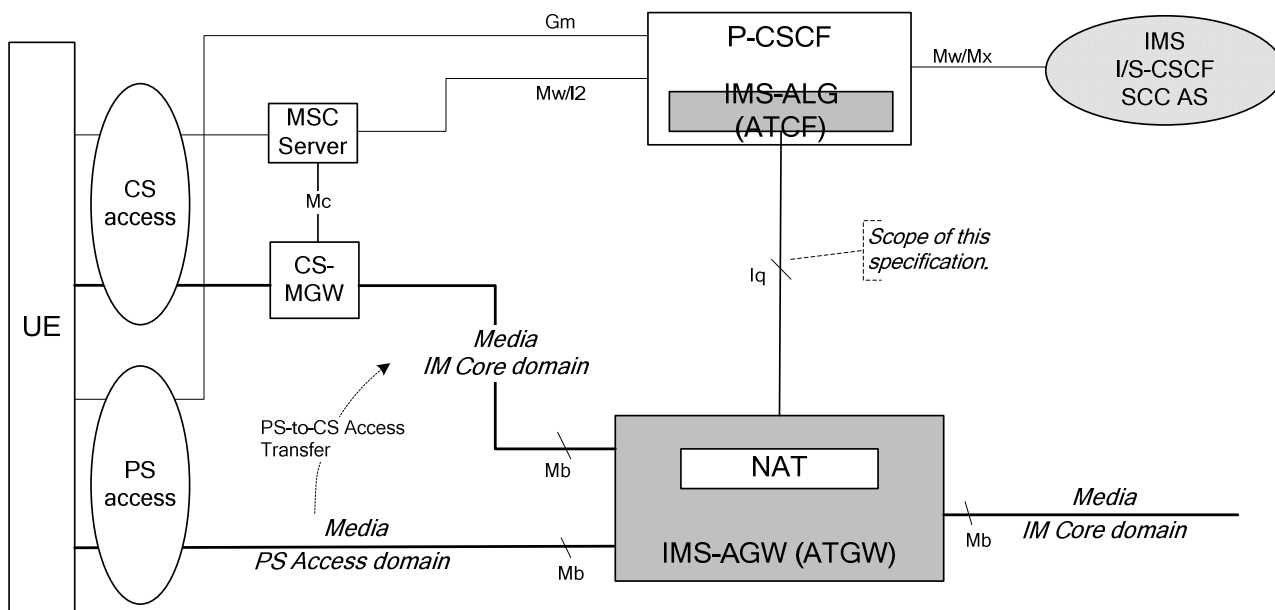 Gm
P-CSCF
IMS
I/S-CSCF
SCC AS
Mw/Mx
Mw/I2
IMS-ALG
(ATCF)
MSC
Server
CS
access
Mc
Scope of this
specification.
CS-
MGW
Iq
UE
Media
IM Core domain
PS-to-CS Access
Transfer
PS
access
Mb
NAT
Media
IM Core domain
Mb
Media
PS Access domain
Mb
IMS-AGW (ATGW)